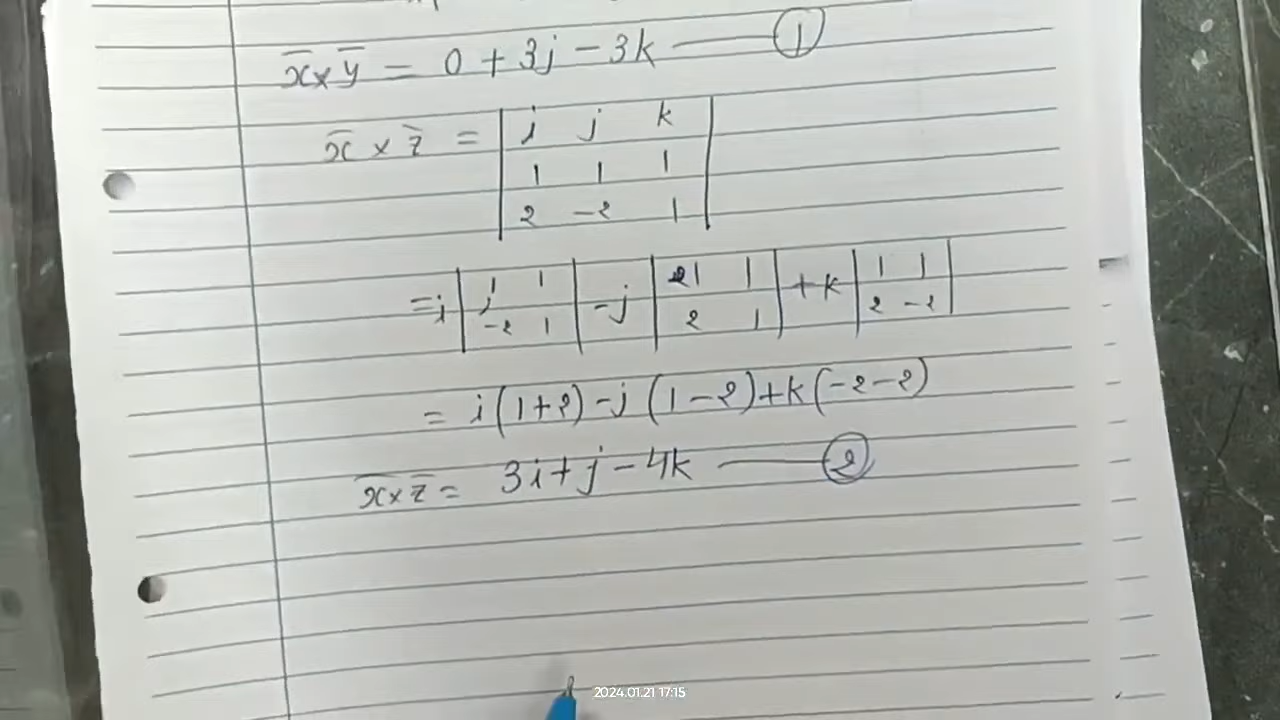 x̄ × ȳ = 0 + 3j − 3k —— ①
x̄ × z̄ = | i j k |
| 1 1 1 |
| 2 −2 1 |
= i | 1 1 | − j | 1 1 | + k | 1 1 |
| −2 1 | | 2 1 | | 2 −2 |
= i (1+2) − j (1−2) + k (−2−2)
x̄ × z̄ = 3i + j − 4k —— ②
2024.01.21 17:15